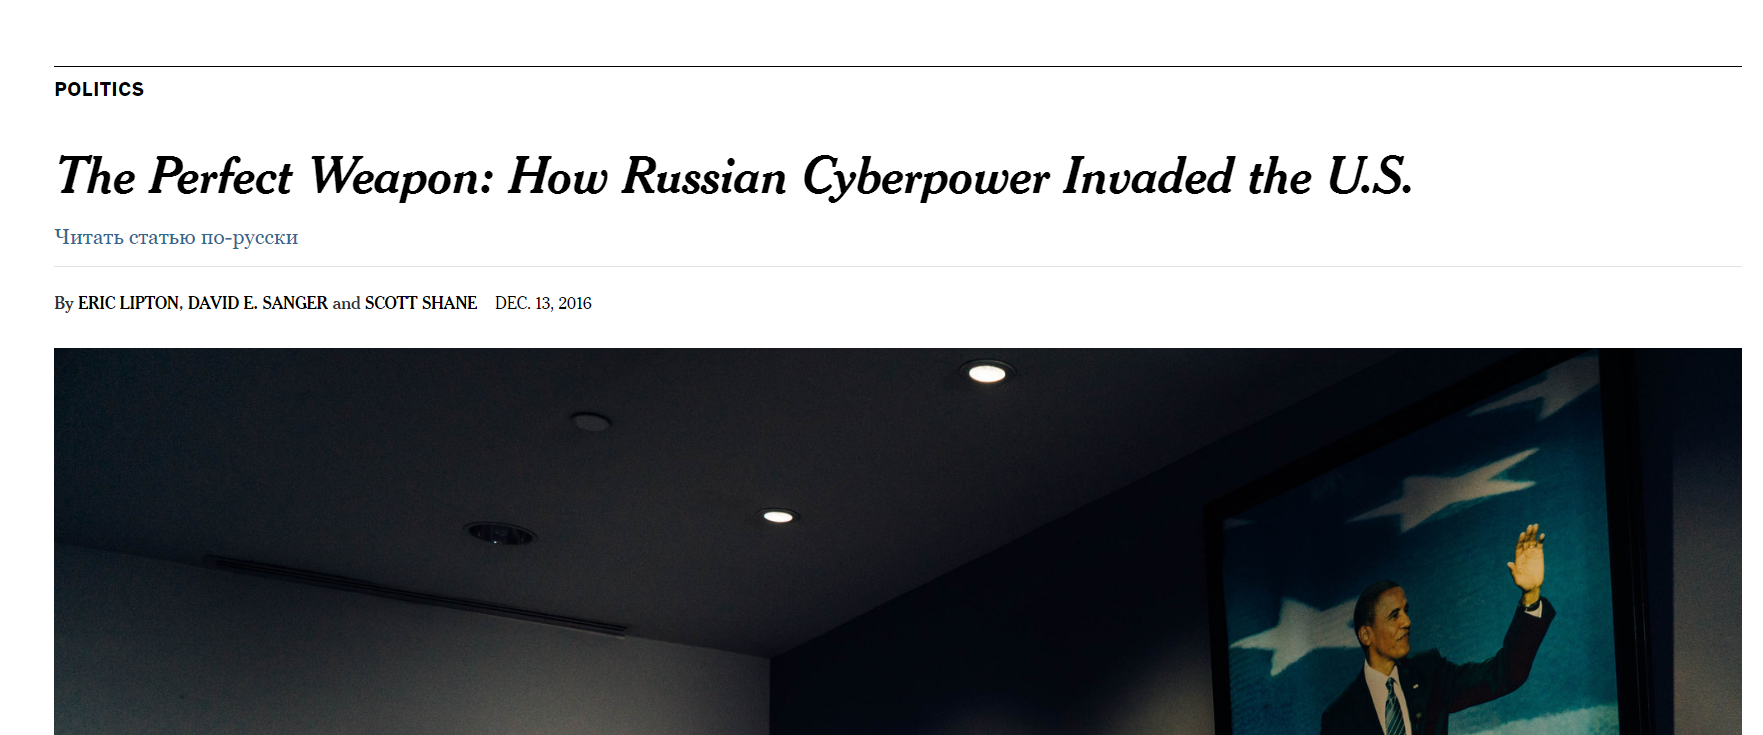 POLITICS
The Perfect Weapon: How Russian Cyberpower Invaded the U.S.
Читать статью по-русски
By ERIC LIPTON, DAVID E. SANGER and SCOTT SHANE DEC. 13, 2016